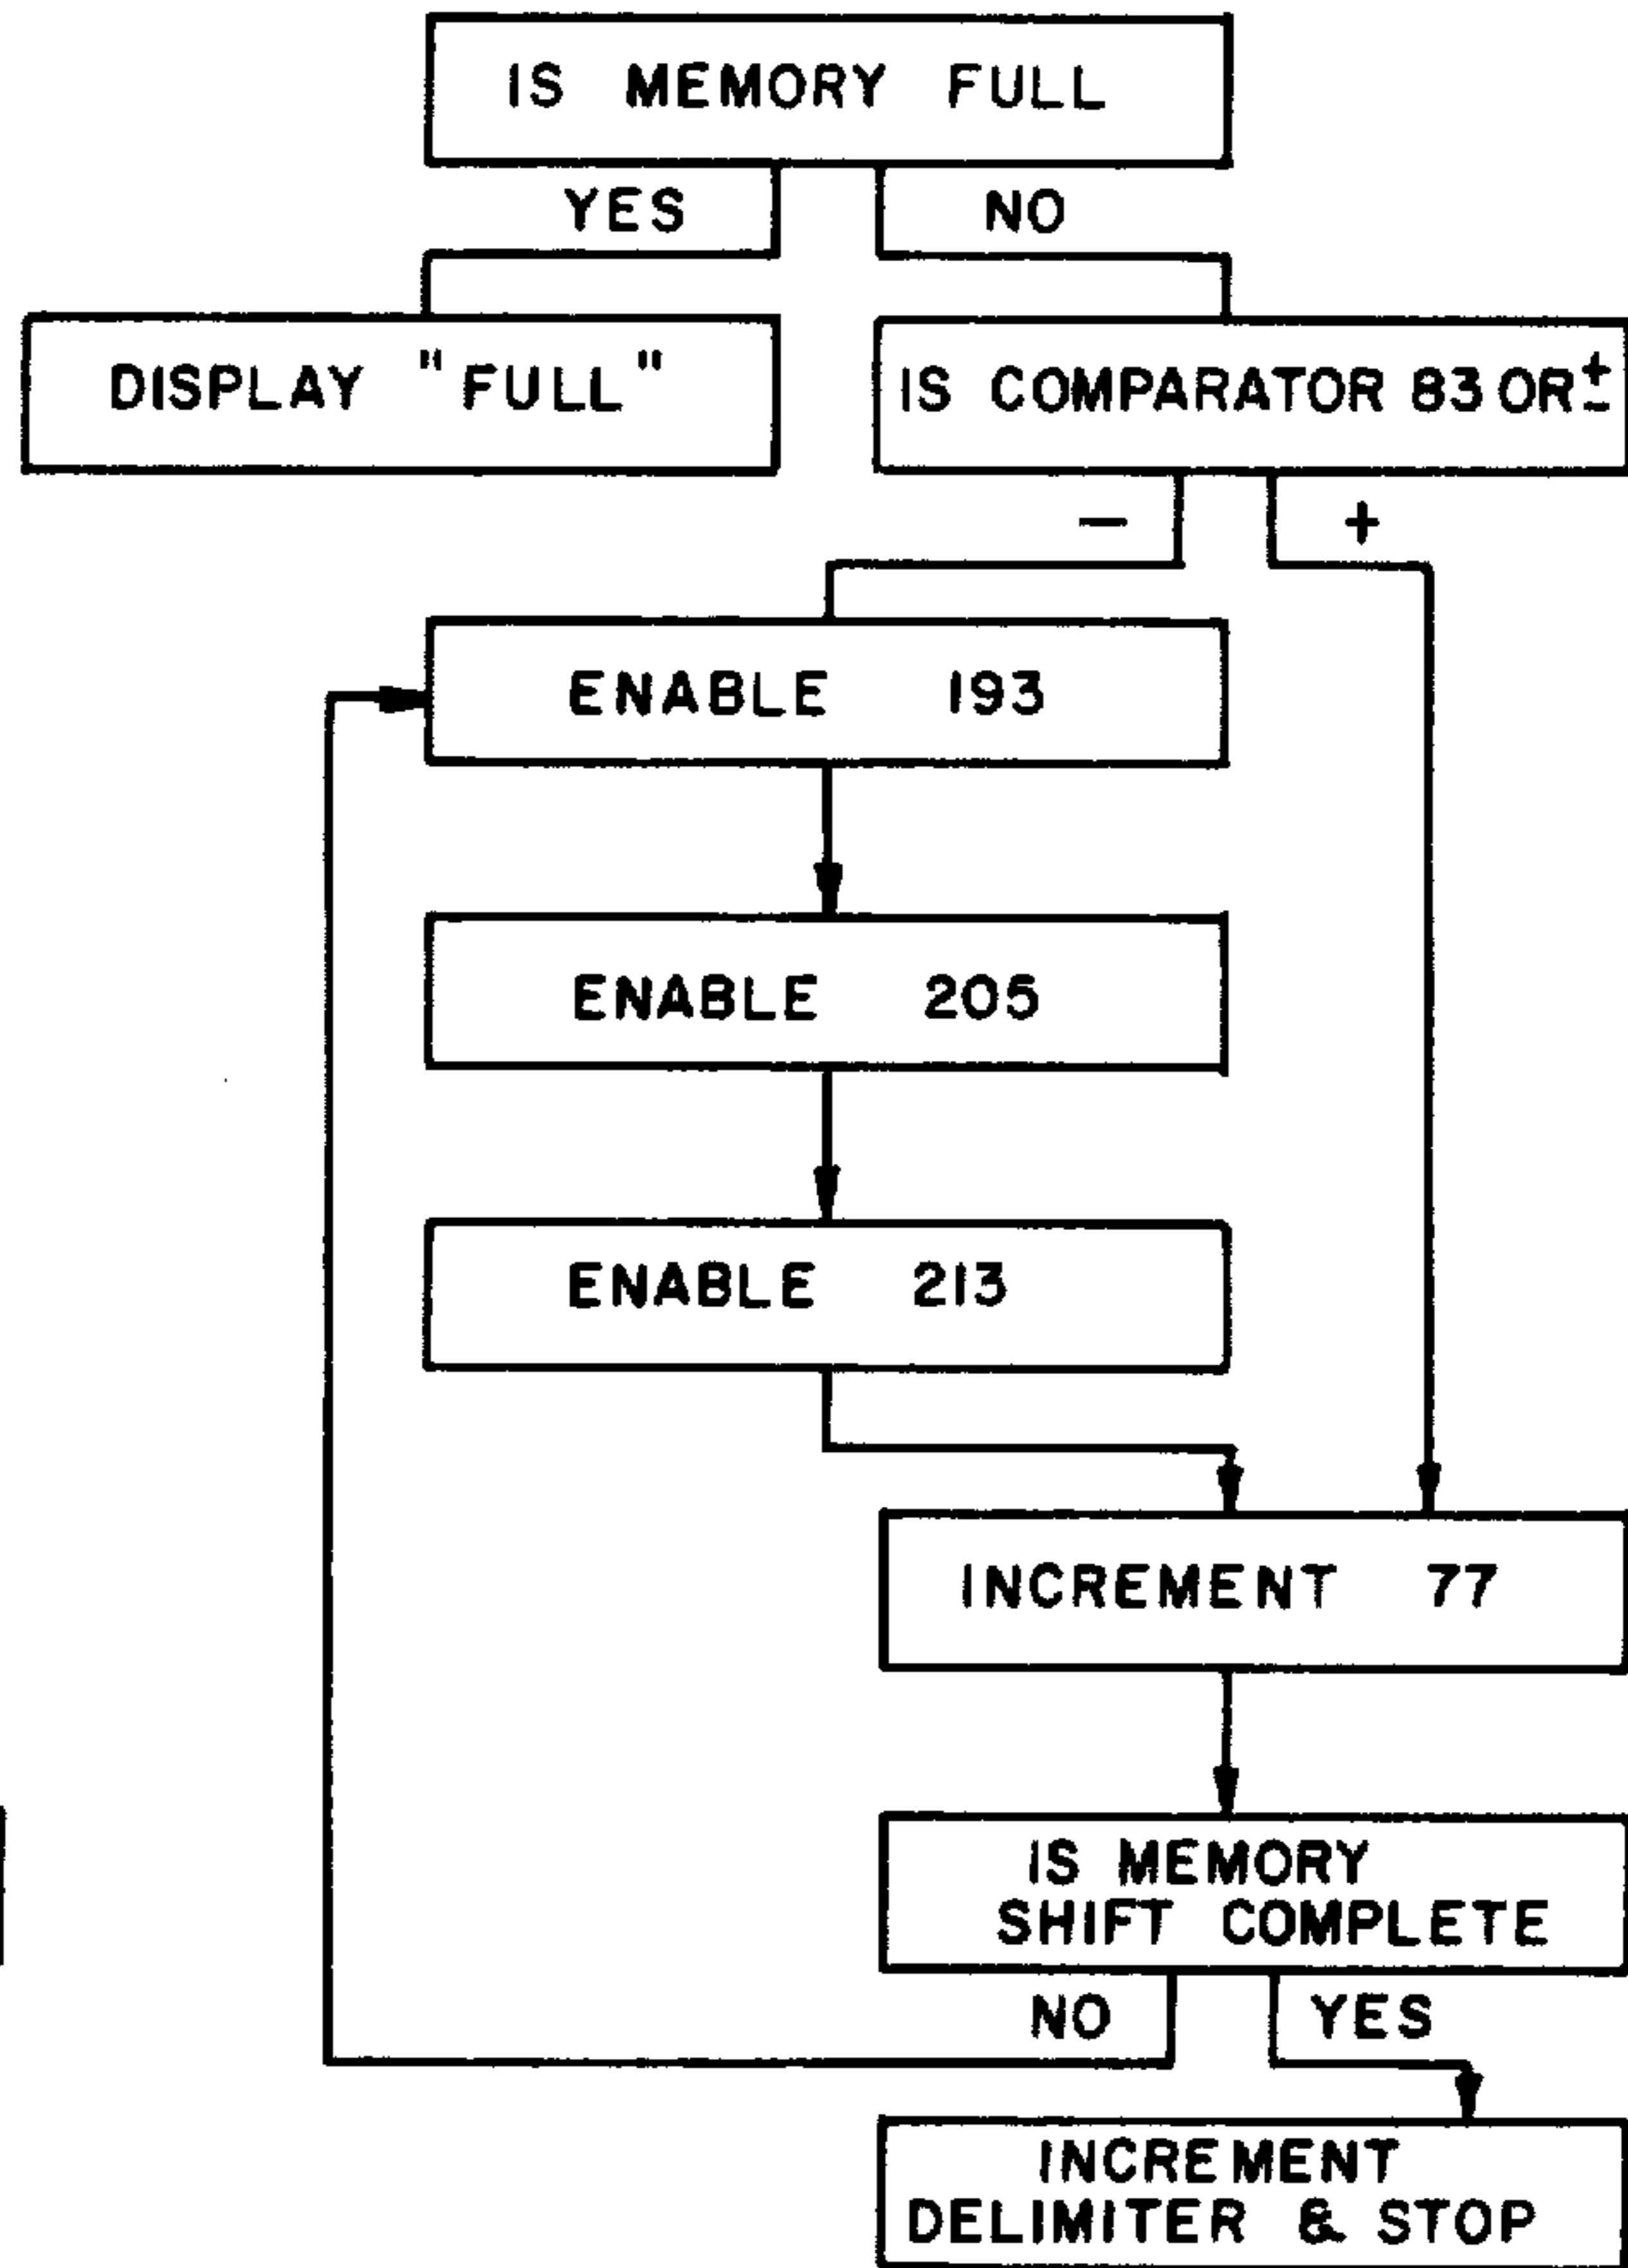 IS MEMORY FULL
YES
NO
DISPLAY "FULL"
IS COMPARATOR 83 OR ±
−
+
ENABLE 193
ENABLE 205
ENABLE 213
INCREMENT 77
IS MEMORY
SHIFT COMPLETE
NO
YES
INCREMENT
DELIMITER & STOP